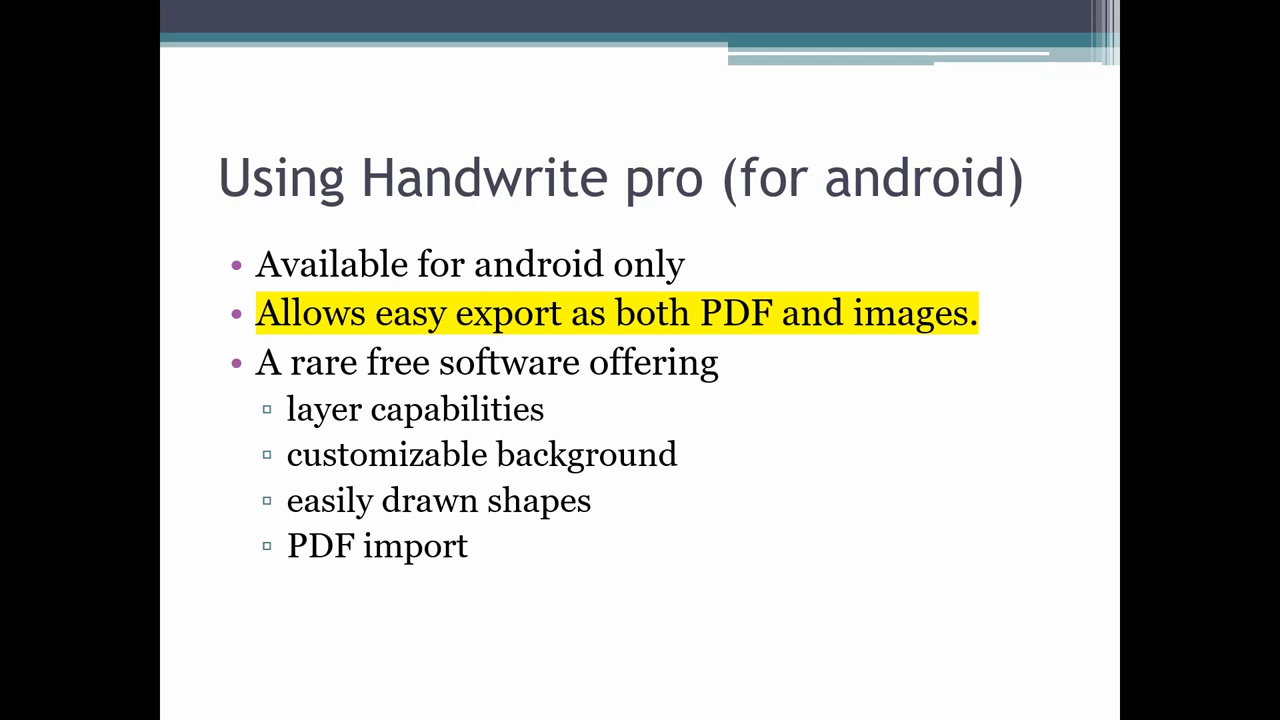 Using Handwrite pro (for android)
• Available for android only
• Allows easy export as both PDF and images.
• A rare free software offering
▫ layer capabilities
▫ customizable background
▫ easily drawn shapes
▫ PDF import